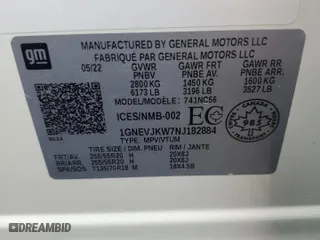 MANUFACTURED BY GENERAL MOTORS LLC
FABRIQUÉ PAR GENERAL MOTORS LLC
gm
05/22 GVWR GAWR FRT GAWR RR
PNBV PNBE/AV PNBE/ARR.
2800 KG 1450 KG 1600 KG
6173 LB 3196 LB 3527 LB
MODEL/MODÈLE: 741NC56
ICES/NMB-002 EC
1GNEVJKW7NJ182884
TYPE: MPV/VTUM
TIRE / DIM. PNEU RIM / JANTE
FRT/AV. 255/55R20 H 20X8J
RR/ARR. 255/55R20 H 20X8J
SPA/SOS T135/70R18 M 18X4.5B
CANADA
DREAMBID